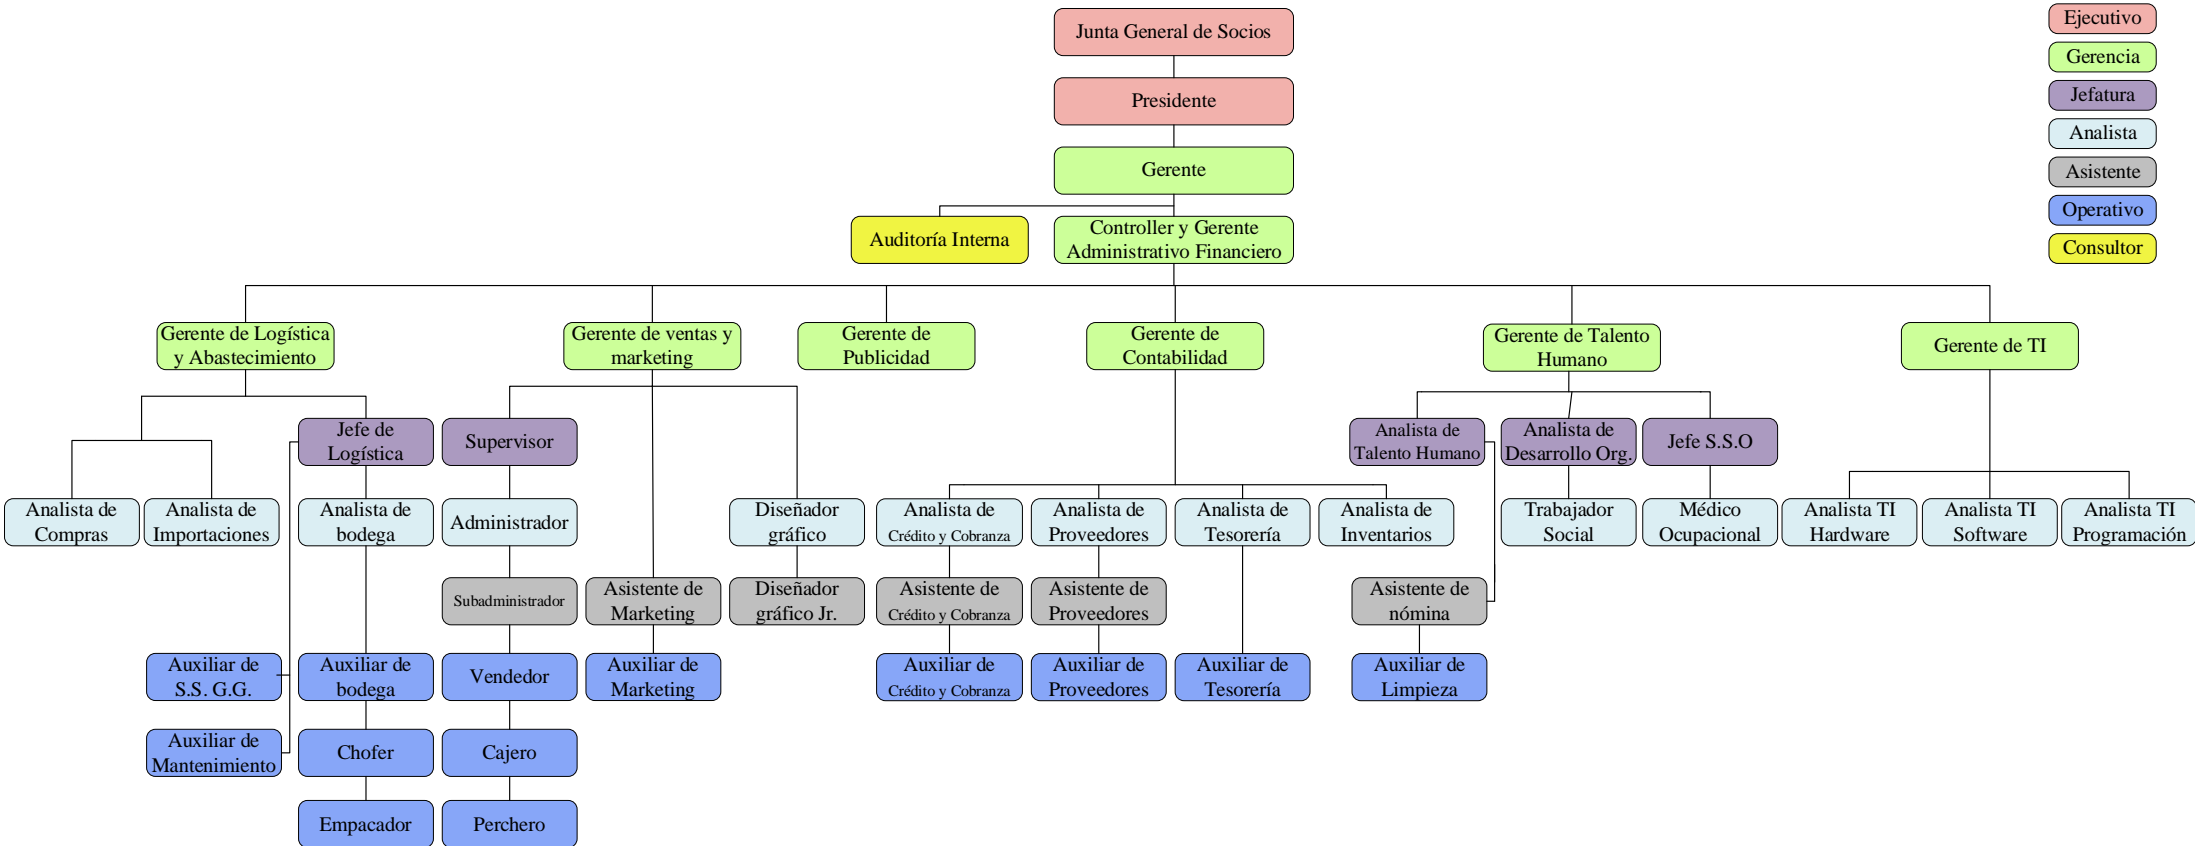 Junta General de Socios
Presidente
Gerente
Auditoría Interna
Controller y Gerente
Administrativo Financiero
Ejecutivo
Gerencia
Jefatura
Analista
Asistente
Operativo
Consultor
Gerente de Logística
y Abastecimiento
Gerente de ventas y
marketing
Gerente de
Publicidad
Gerente de
Contabilidad
Gerente de Talento
Humano
Gerente de TI
Jefe de
Logística
Supervisor
Analista de
Talento Humano
Analista de
Desarrollo Org.
Jefe S.S.O
Analista de
Compras
Analista de
Importaciones
Analista de
bodega
Administrador
Diseñador
gráfico
Analista de
Crédito y Cobranza
Analista de
Proveedores
Analista de
Tesorería
Analista de
Inventarios
Trabajador
Social
Médico
Ocupacional
Analista TI
Hardware
Analista TI
Software
Analista TI
Programación
Subadministrador
Asistente de
Marketing
Diseñador
gráfico Jr.
Asistente de
Crédito y Cobranza
Asistente de
Proveedores
Asistente de
nómina
Auxiliar de
S.S. G.G.
Auxiliar de
bodega
Vendedor
Auxiliar de
Marketing
Auxiliar de
Crédito y Cobranza
Auxiliar de
Proveedores
Auxiliar de
Tesorería
Auxiliar de
Limpieza
Auxiliar de
Mantenimiento
Chofer
Cajero
Empacador
Perchero